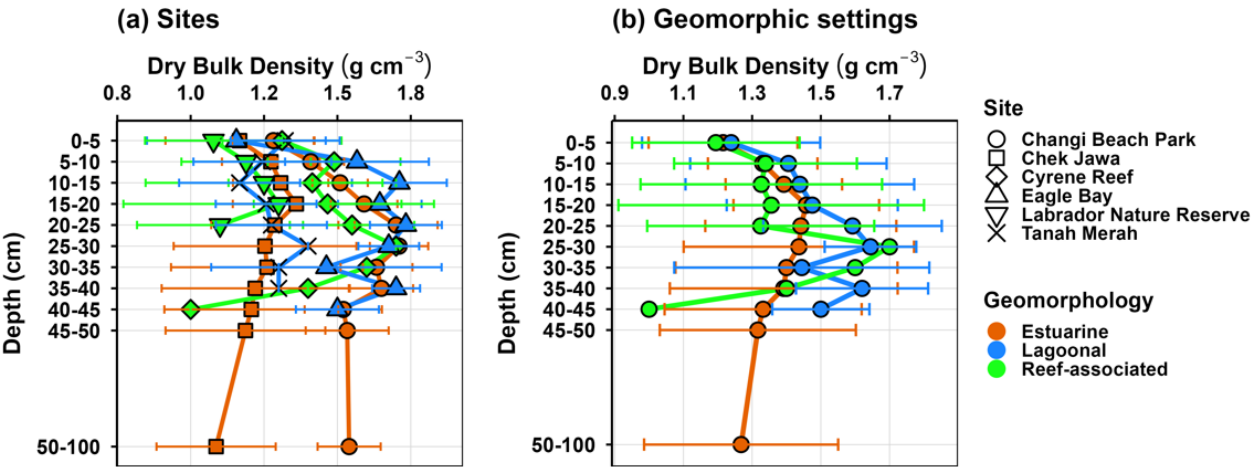 (a) Sites
Dry Bulk Density (g cm⁻³)
0.8 1.0 1.2 1.5 1.8
Depth (cm)
0-5
5-10
10-15
15-20
20-25
25-30
30-35
35-40
40-45
45-50
50-100
(b) Geomorphic settings
Dry Bulk Density (g cm⁻³)
0.9 1.1 1.3 1.5 1.7
Depth (cm)
0-5
5-10
10-15
15-20
20-25
25-30
30-35
35-40
40-45
45-50
50-100
Site
Changi Beach Park
Chek Jawa
Cyrene Reef
Eagle Bay
Labrador Nature Reserve
Tanah Merah
Geomorphology
Estuarine
Lagoonal
Reef-associated